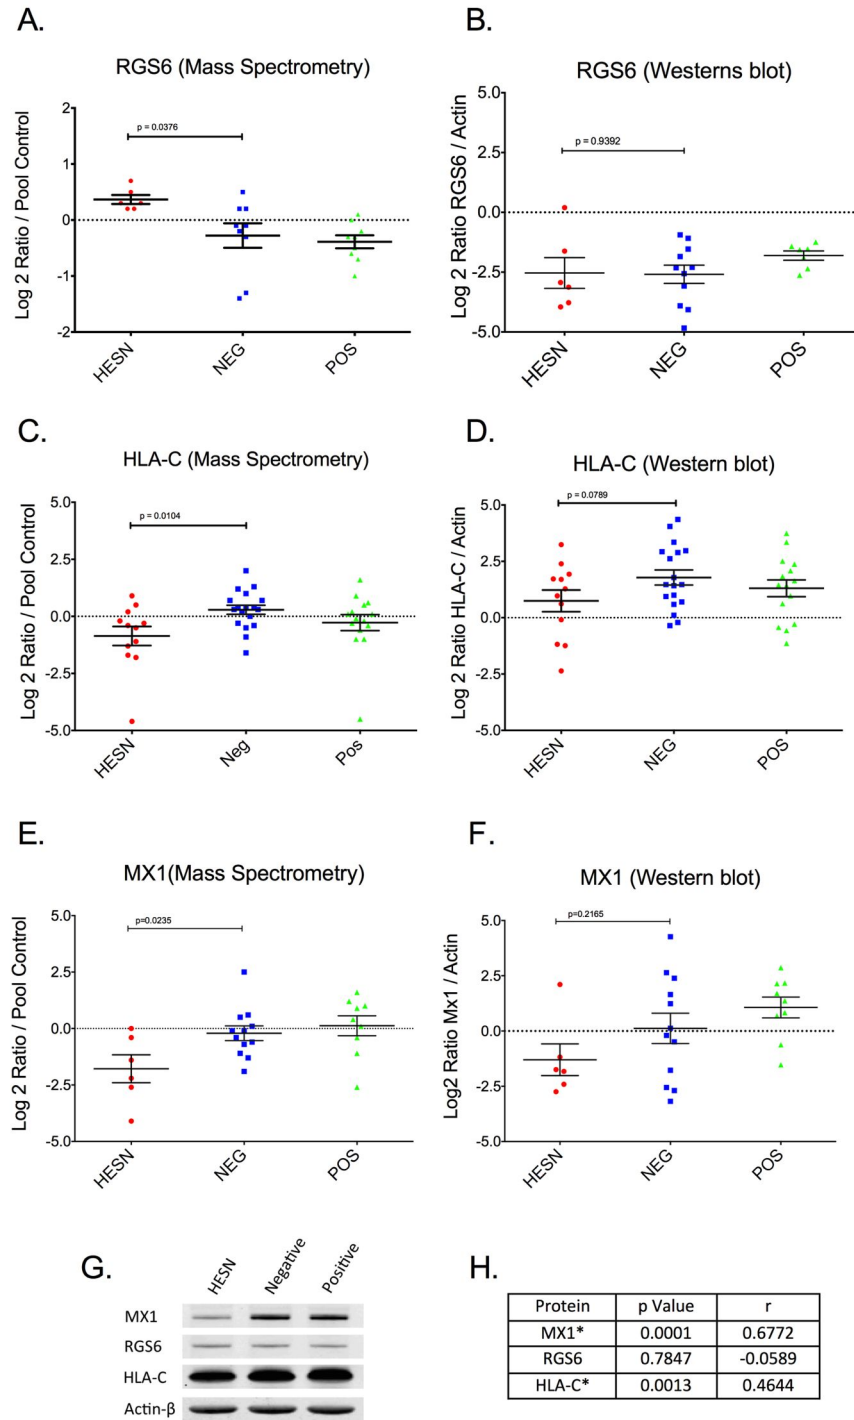 A.
RGS6 (Mass Spectrometry)
Log 2 Ratio / Pool Control
2
1
0
-1
-2
p = 0.0376
HESN
NEG
POS
B.
RGS6 (Westerns blot)
Log 2 Ratio RGS6 / Actin
5.0
2.5
0.0
-2.5
-5.0
p = 0.9392
HESN
NEG
POS
C.
HLA-C (Mass Spectrometry)
Log 2 Ratio / Pool Control
5.0
2.5
0.0
-2.5
-5.0
p = 0.0104
HESN
Neg
Pos
D.
HLA-C (Western blot)
Log 2 Ratio HLA-C / Actin
5.0
2.5
0.0
-2.5
-5.0
p = 0.0789
HESN
NEG
POS
E.
MX1(Mass Spectrometry)
Log 2 Ratio / Pool Control
5.0
2.5
0.0
-2.5
-5.0
p=0.0235
HESN
NEG
POS
F.
MX1 (Western blot)
Log2 Ratio Mx1 / Actin
5.0
2.5
0.0
-2.5
-5.0
p=0.2165
HESN
NEG
POS
G.
HESN
Negative
Positive
MX1
RGS6
HLA-C
Actin-β
H.
Protein p Value r
MX1* 0.0001 0.6772
RGS6 0.7847 -0.0589
HLA-C* 0.0013 0.4644